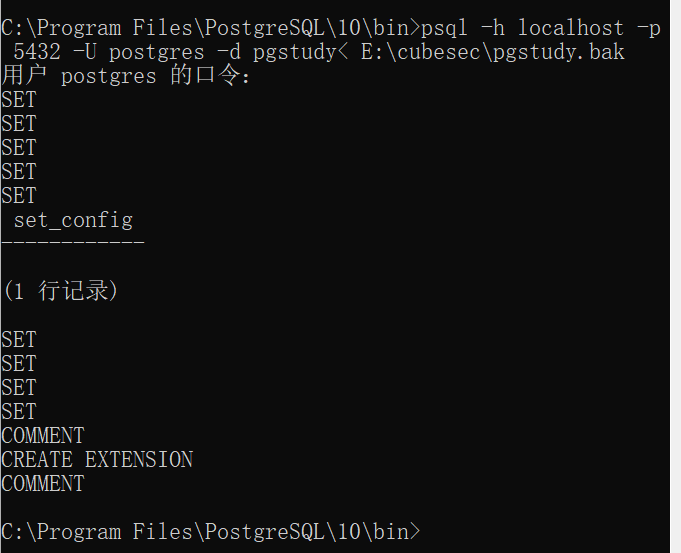 C:\Program Files\PostgreSQL\10\bin>psql -h localhost -p
 5432 -U postgres -d pgstudy< E:\cubesec\pgstudy.bak
用户 postgres 的口令:
SET
SET
SET
SET
SET
 set_config
------------

(1 行记录)

SET
SET
SET
SET
COMMENT
CREATE EXTENSION
COMMENT

C:\Program Files\PostgreSQL\10\bin>